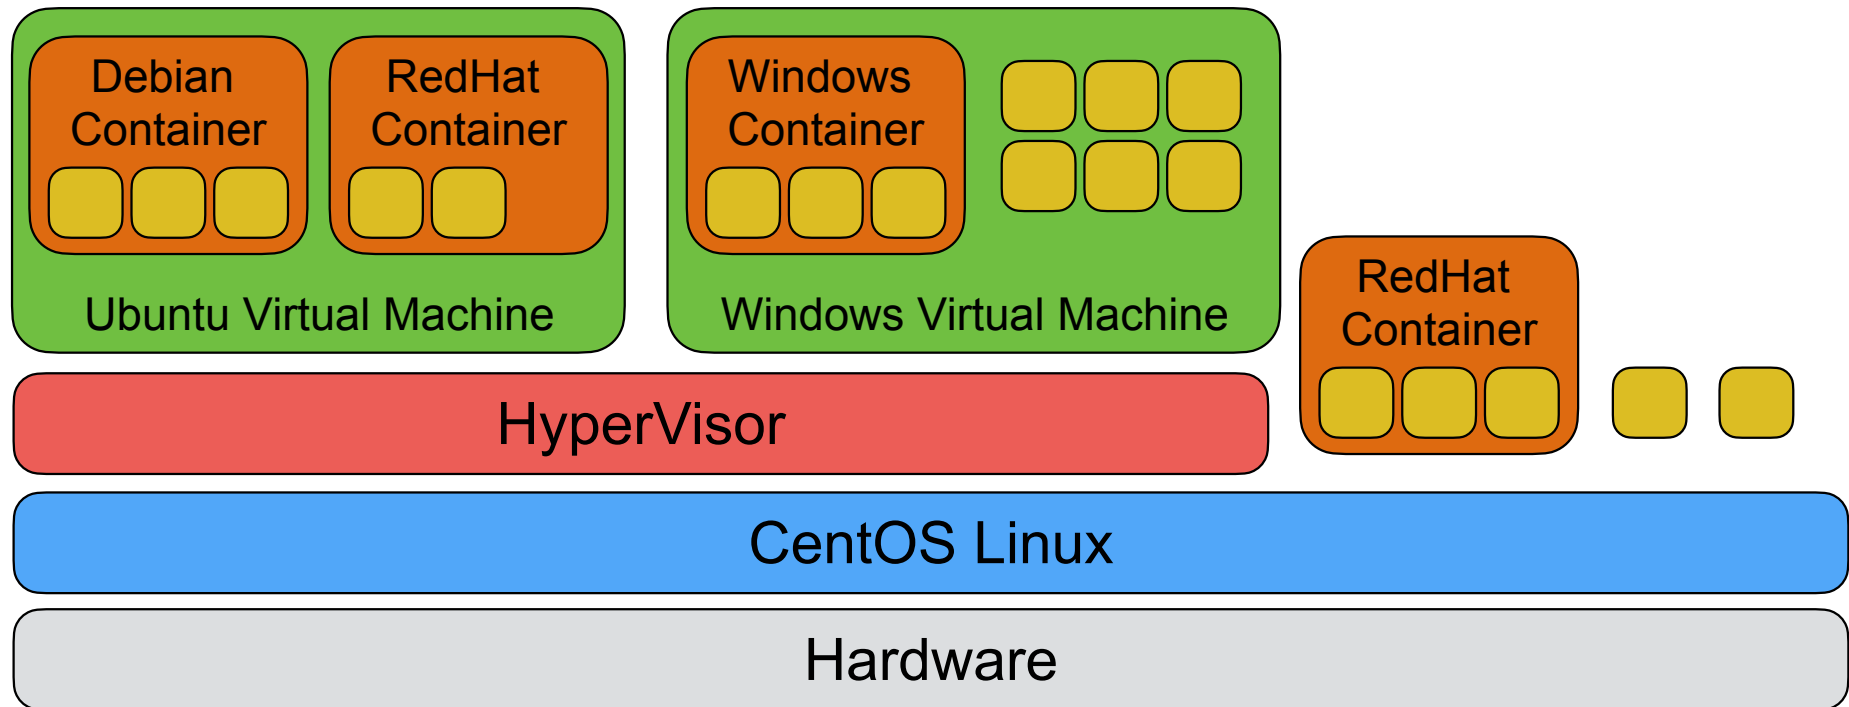 Debian
Container
RedHat
Container
Ubuntu Virtual Machine
Windows
Container
Windows Virtual Machine
RedHat
Container
HyperVisor
CentOS Linux
Hardware